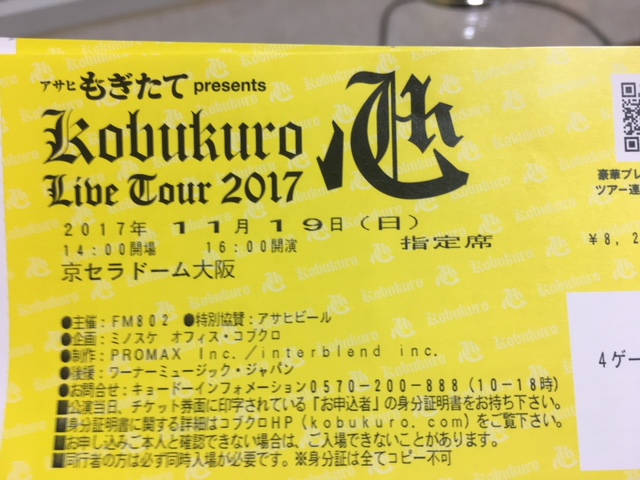 アサヒもぎたて presents
Kobukuro
Live Tour 2017
心
2017年 11月 19日(日)
14:00開場 16:00開演 指定席
¥8,2
京セラドーム大阪
豪華プレ
ツアー連
●主催:FM802 ●特別協賛:アサヒビール
●企画:ミノスケ オフィス・コブクロ
●制作:PROMAX Inc./interblend inc.
●後援:ワーナーミュージック・ジャパン
●お問合せ:キョードーインフォメーション0570-200-888(10-18時)
■公演当日、チケット券面に印字されている「お申込者」の身分証明書をお持ち下さい。
■身分証明書に関する詳細はコブクロHP(kobukuro.com)をご覧下さい。
■お申し込みご本人と確認できない場合は、ご入場できないことがあります。
■同行者の方は必ず同時入場が必要です。※身分証は全てコピー不可
4ゲー